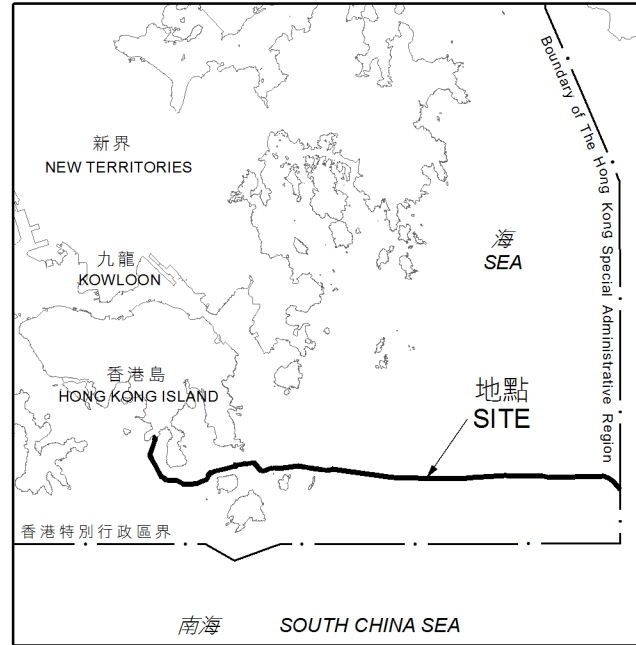 Boundary of The Hong Kong Special Administrative Region
新界
NEW TERRITORIES
海
SEA
九龍
KOWLOON
香港島
HONG KONG ISLAND
地點
SITE
香港特別行政區界
南海
SOUTH CHINA SEA